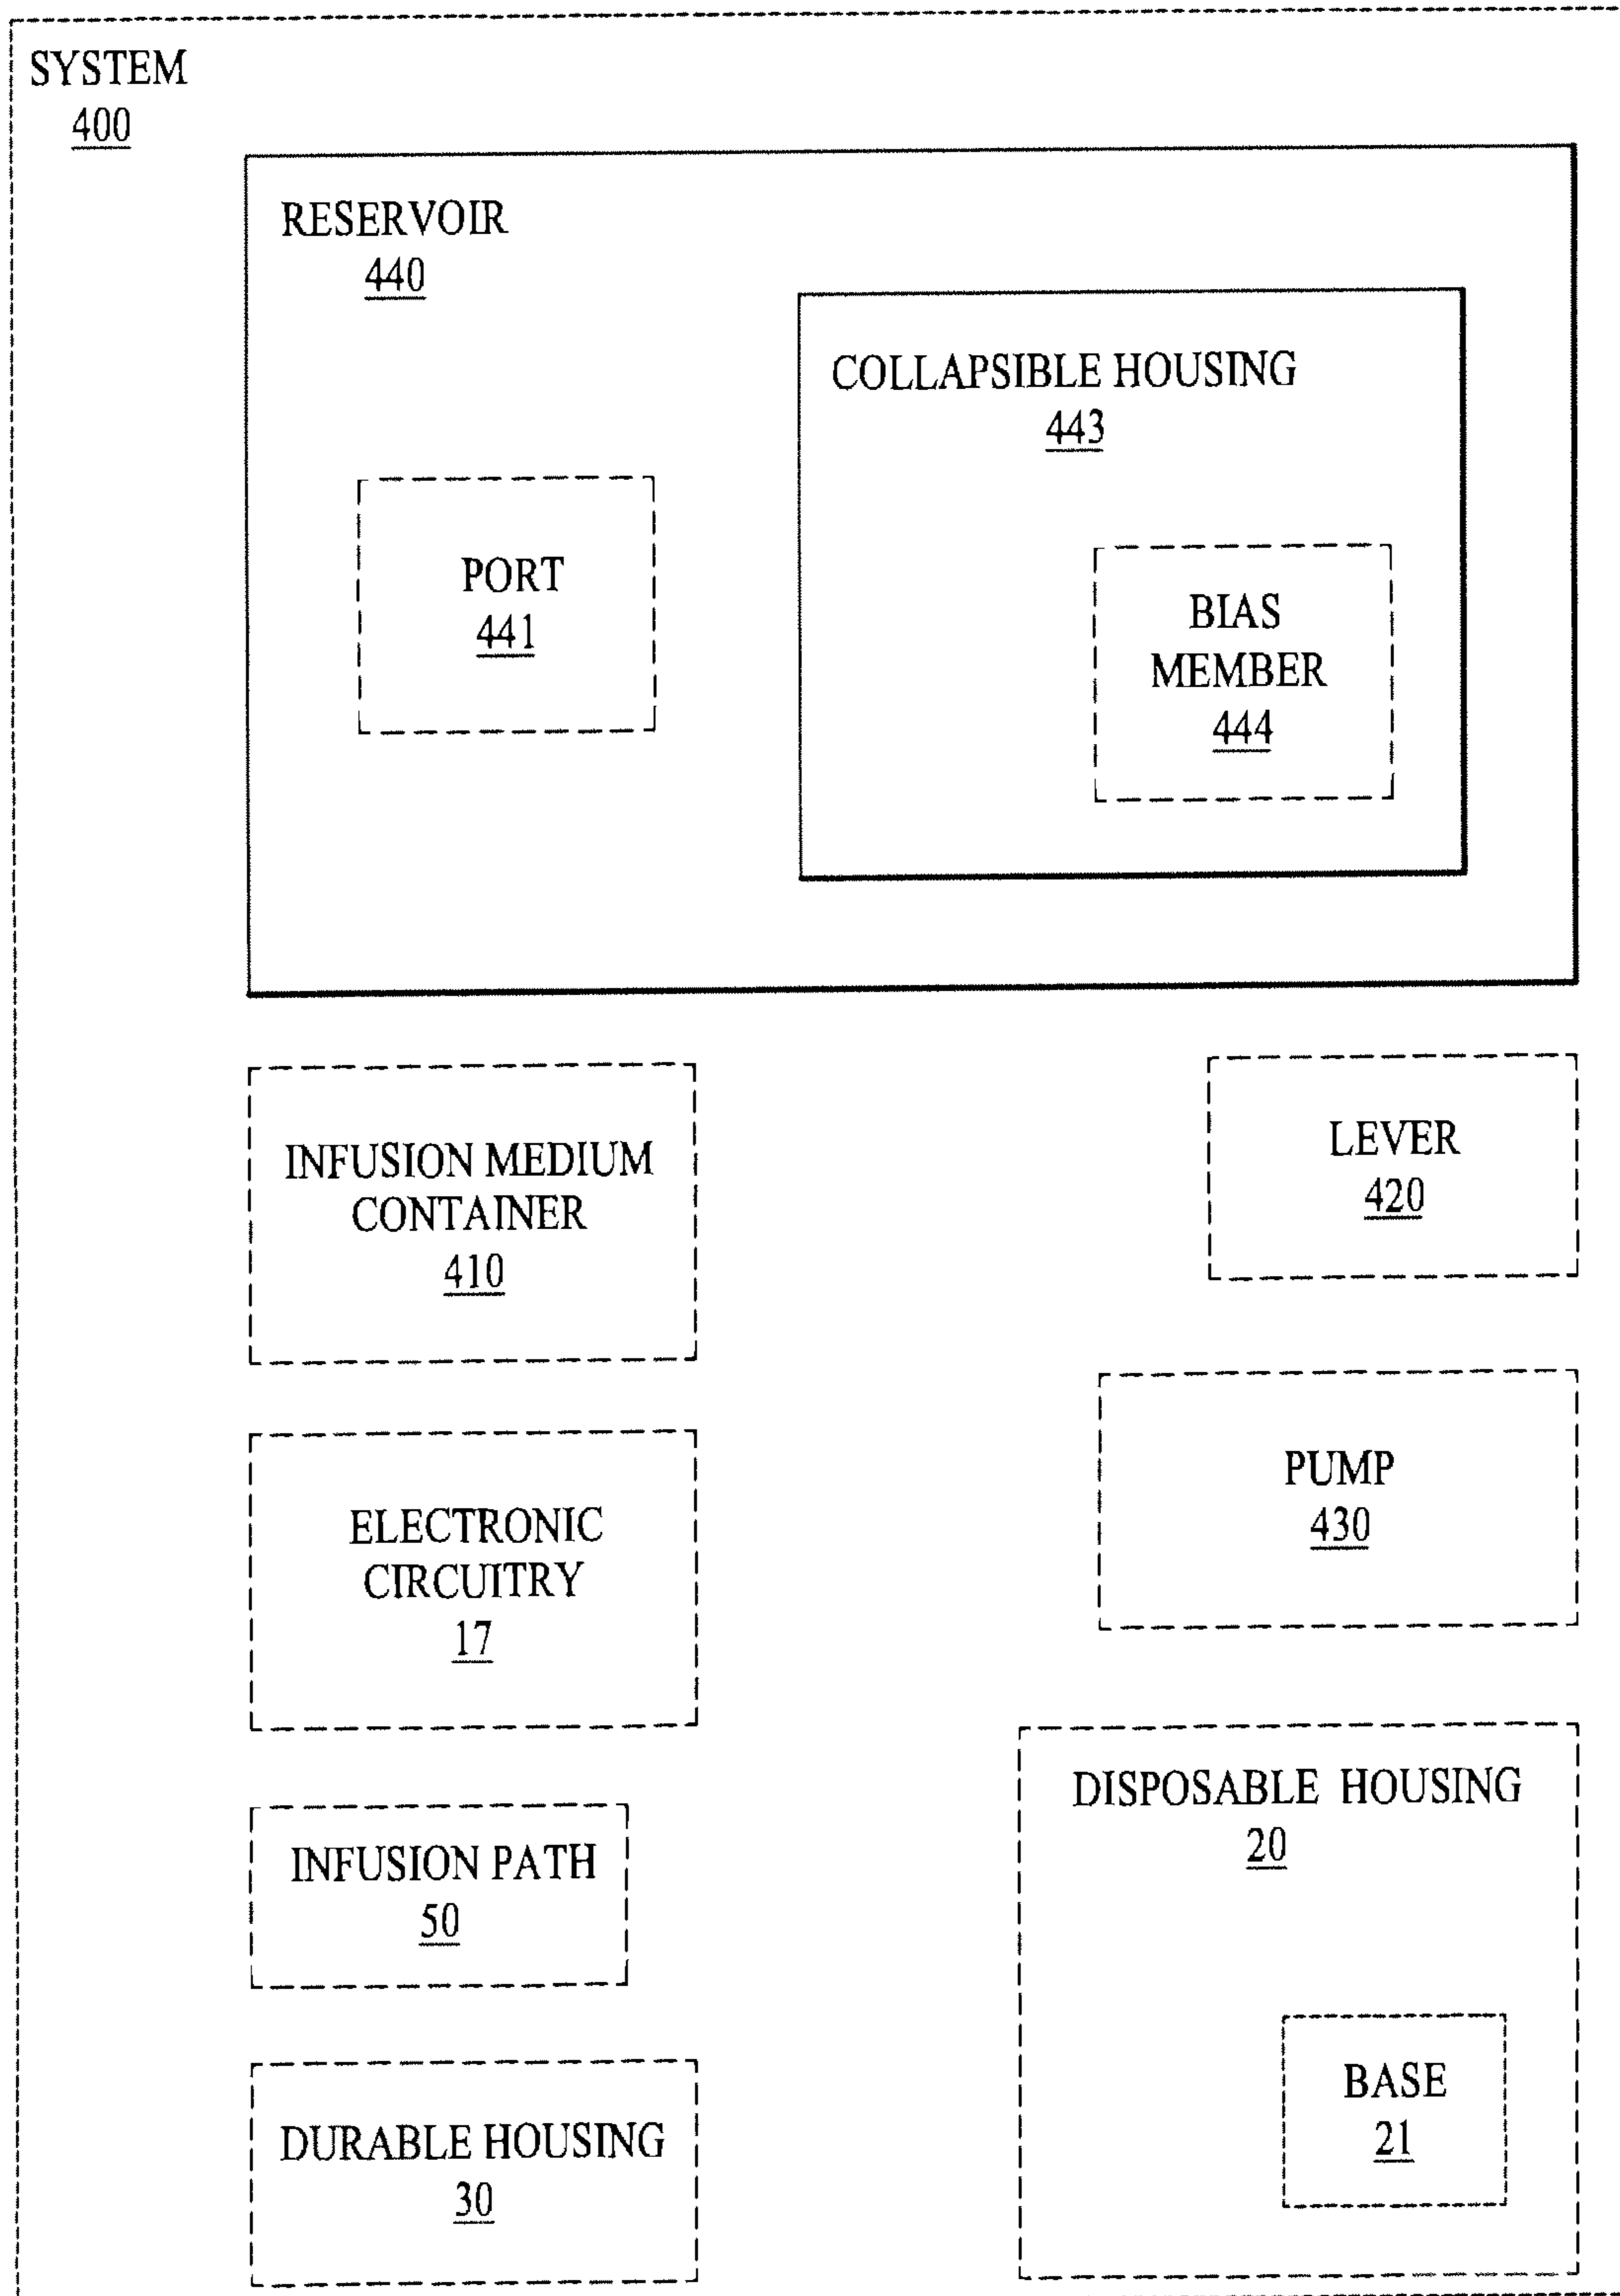 SYSTEM
400
RESERVOIR
440
COLLAPSIBLE HOUSING
443
PORT
441
BIAS
MEMBER
444
INFUSION MEDIUM
CONTAINER
410
LEVER
420
ELECTRONIC
CIRCUITRY
17
PUMP
430
INFUSION PATH
50
DISPOSABLE HOUSING
20
DURABLE HOUSING
30
BASE
21